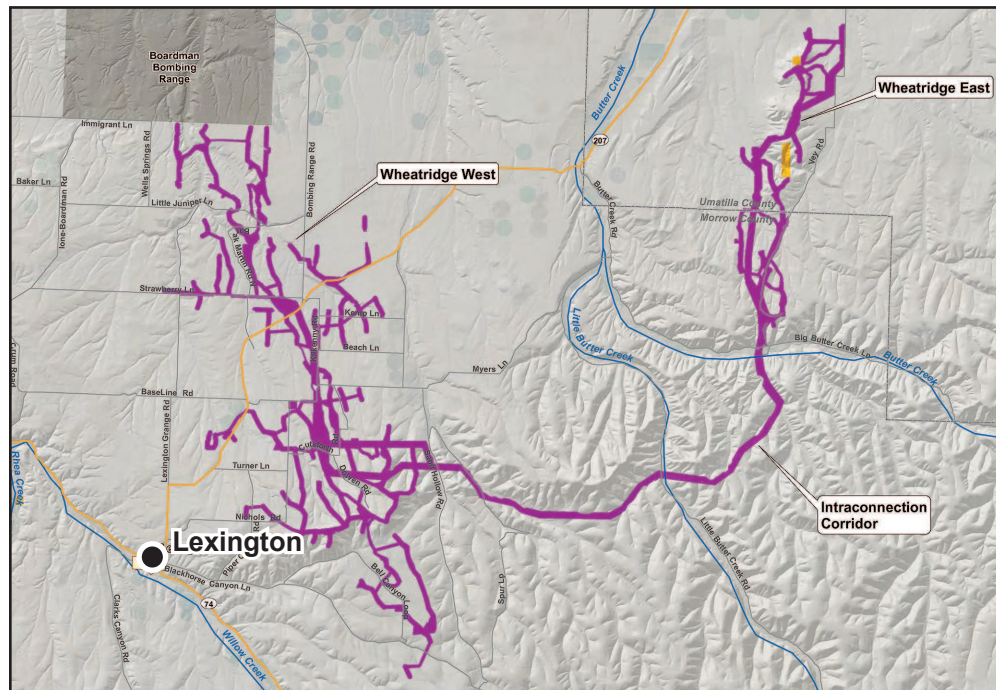 Boardman
Bombing
Range
Immigrant Ln
Wells Springs Rd
Bombing Range Rd
Baker Ln
Ione-Boardman Rd
Little Juniper Ln
Wheatridge West
Butter Creek
207
Butter Creek Rd
Wheatridge East
Vey Rd
Umatilla County
Morrow County
Strawberry Ln
Kemp Ln
Beach Ln
Myers Ln
Little Butter Creek
Big Butter Creek Ln
Butter Creek
BaseLine Rd
Lexington Grange Rd
Turner Ln
Nichols Rd
Rhea Creek
Lexington
Blackhorse Canyon Ln
74
Clarks Canyon Rd
Willow Creek
Spur Ln
Little Butter Creek Rd
Intraconnection
Corridor